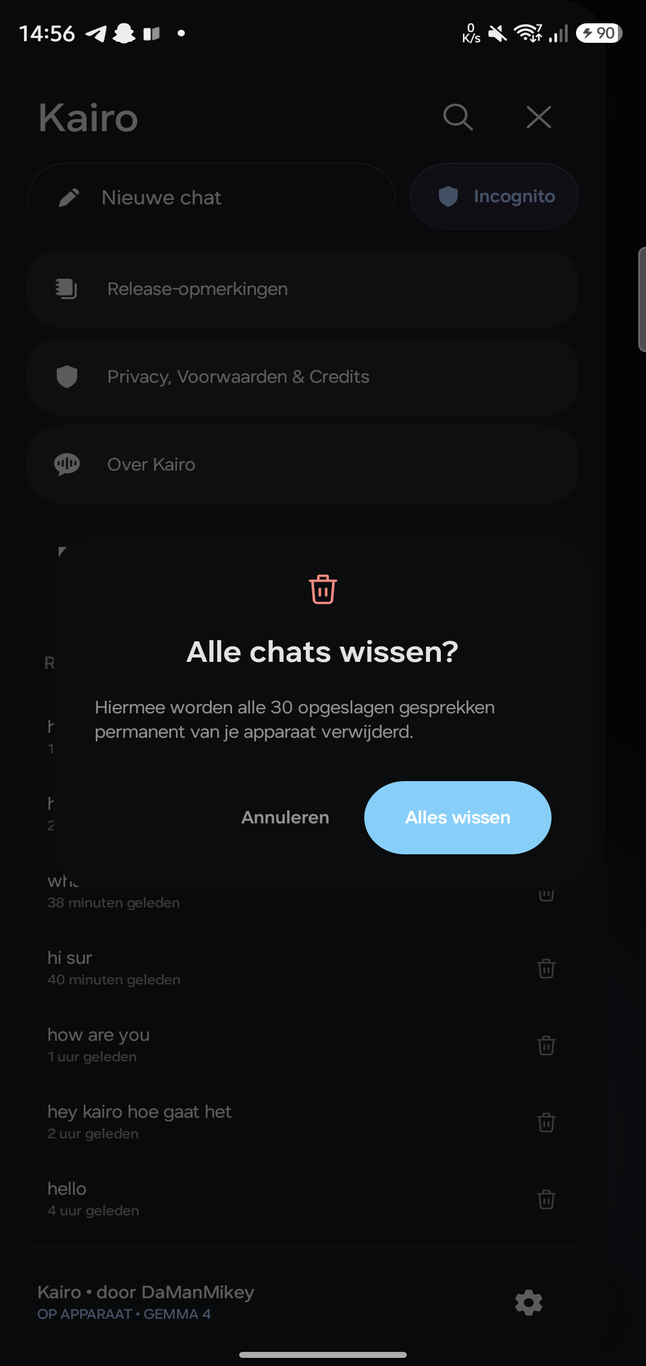 14:56
0
K/s
7
90
Kairo
Nieuwe chat
Incognito
Release-opmerkingen
Privacy, Voorwaarden & Credits
Over Kairo
Alle chats wissen?
Hiermee worden alle 30 opgeslagen gesprekken
permanent van je apparaat verwijderd.
Annuleren
Alles wissen
38 minuten geleden
hi sur
40 minuten geleden
how are you
1 uur geleden
hey kairo hoe gaat het
2 uur geleden
hello
4 uur geleden
Kairo • door DaManMikey
OP APPARAAT • GEMMA 4